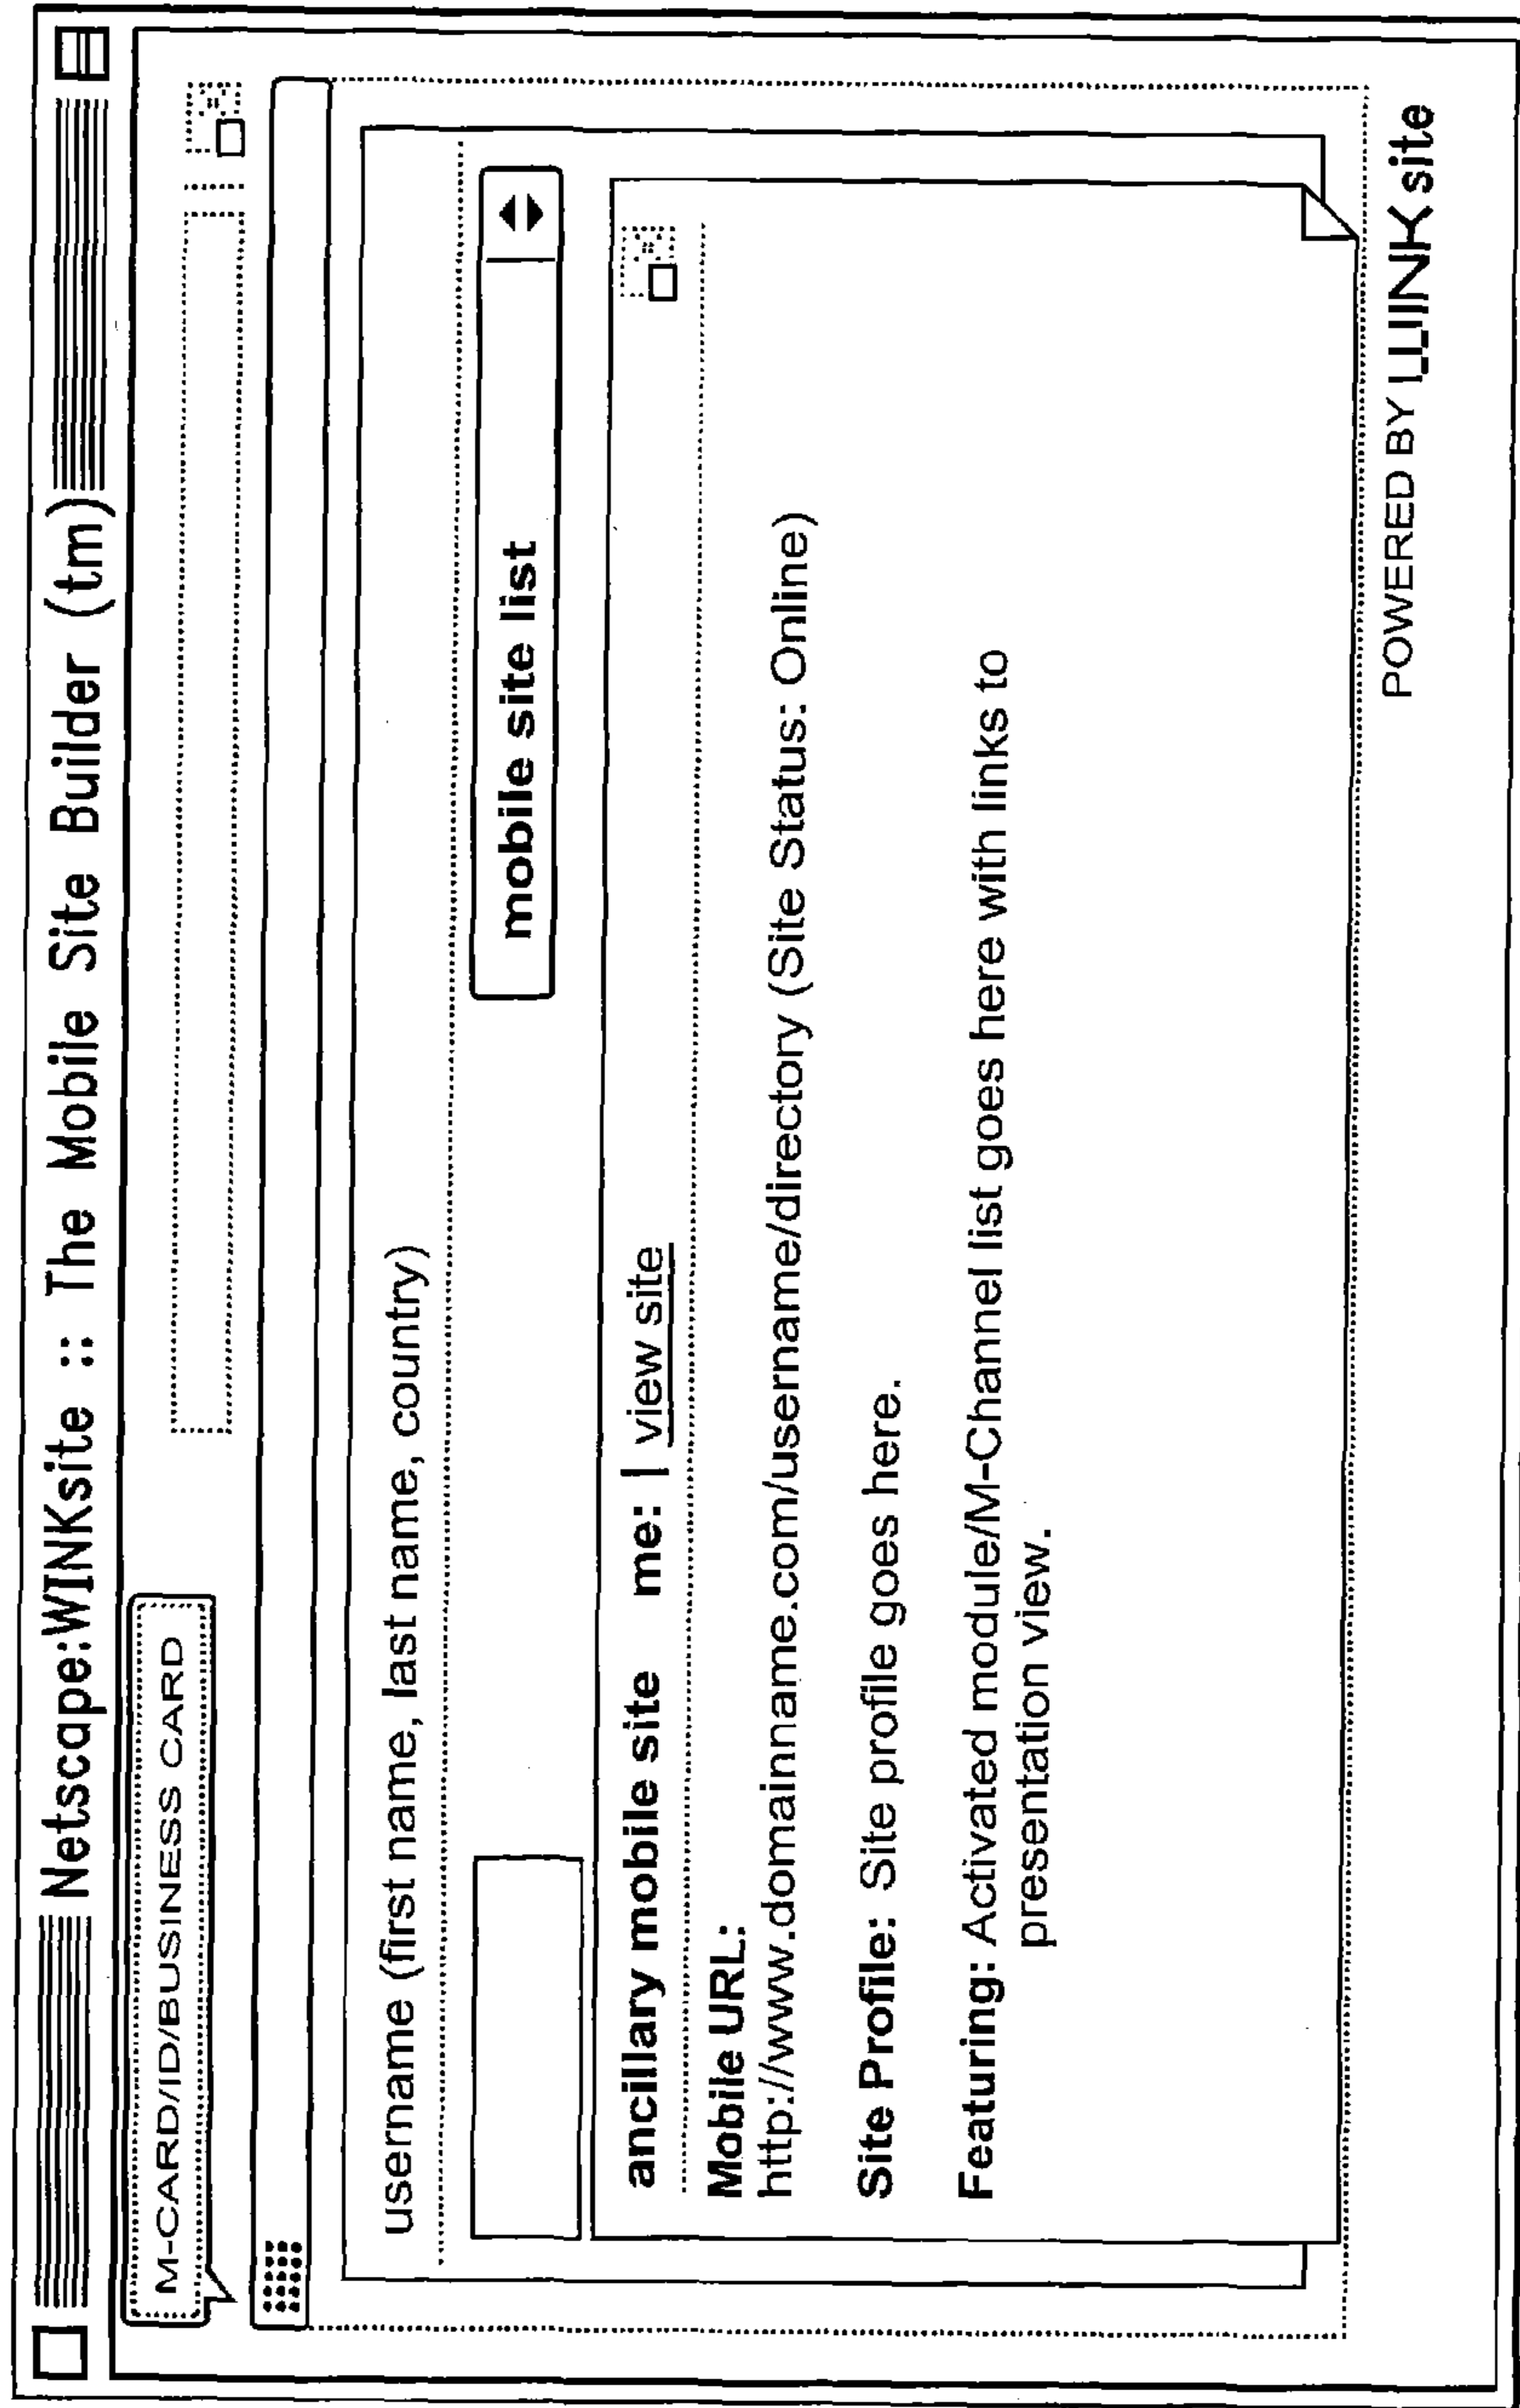 Netscape:WINKsite :: The Mobile Site Builder (tm)
M-CARD/ID/BUSINESS CARD
username (first name, last name, country)
mobile site list
ancillary mobile site me: | view site
Mobile URL:
http://www.domainname.com/username/directory (Site Status: Online)
Site Profile: Site profile goes here.
Featuring: Activated module/M-Channel list goes here with links to
presentation view.
POWERED BY WINKsite